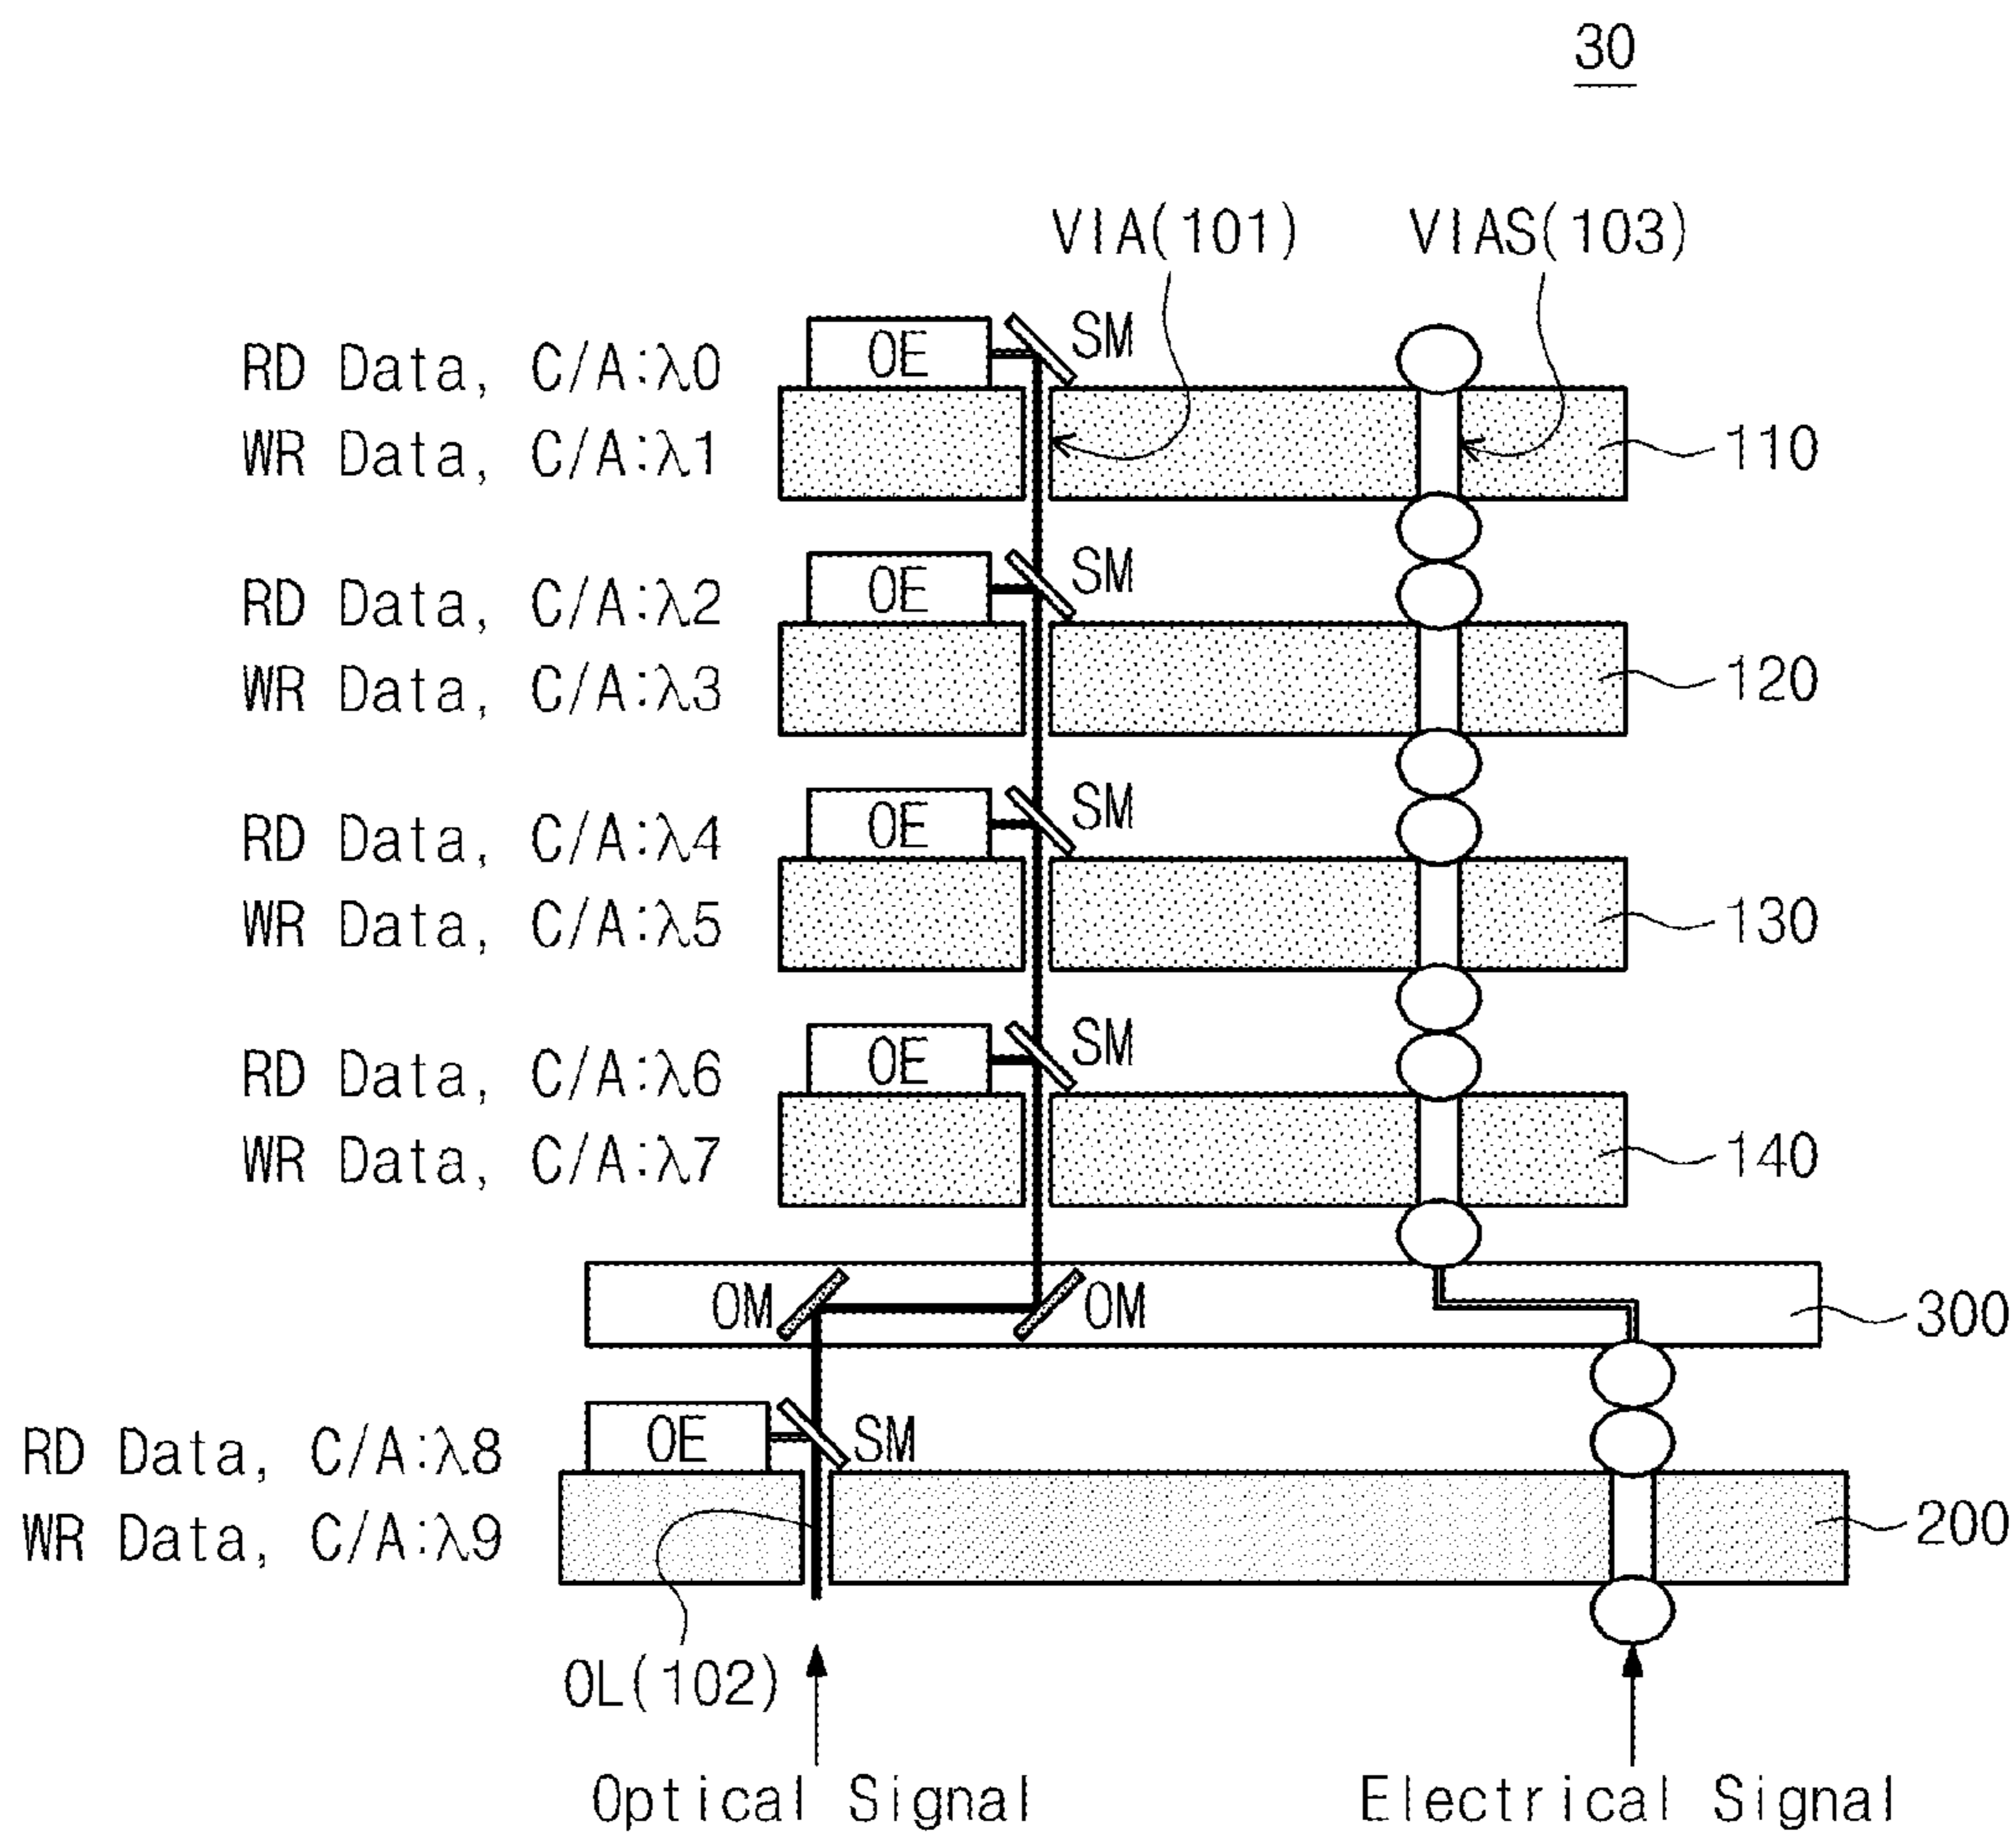 30
VIA(101) VIAS(103)
OE SM
RD Data, C/A:λ0
WR Data, C/A:λ1
110
OE SM
RD Data, C/A:λ2
WR Data, C/A:λ3
120
OE SM
RD Data, C/A:λ4
WR Data, C/A:λ5
130
OE SM
RD Data, C/A:λ6
WR Data, C/A:λ7
140
OM OM 300
OE SM
RD Data, C/A:λ8
WR Data, C/A:λ9
200
OL(102)
Optical Signal Electrical Signal